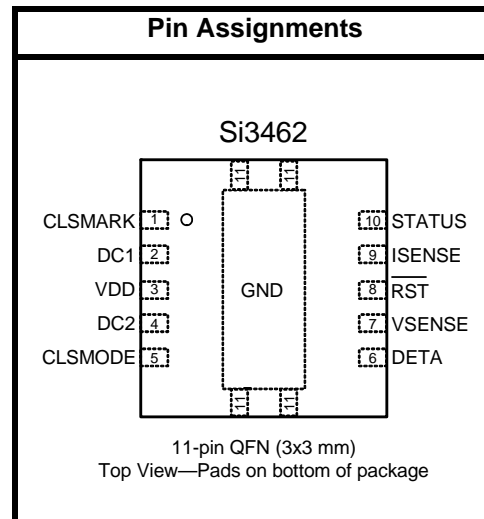 Pin Assignments
Si3462
11 11
CLSMARK 1 10 STATUS
DC1 2 9 ISENSE
VDD 3 GND 8 RST
DC2 4 7 VSENSE
CLSMODE 5 6 DETA
11 11
11-pin QFN (3x3 mm)
Top View—Pads on bottom of package